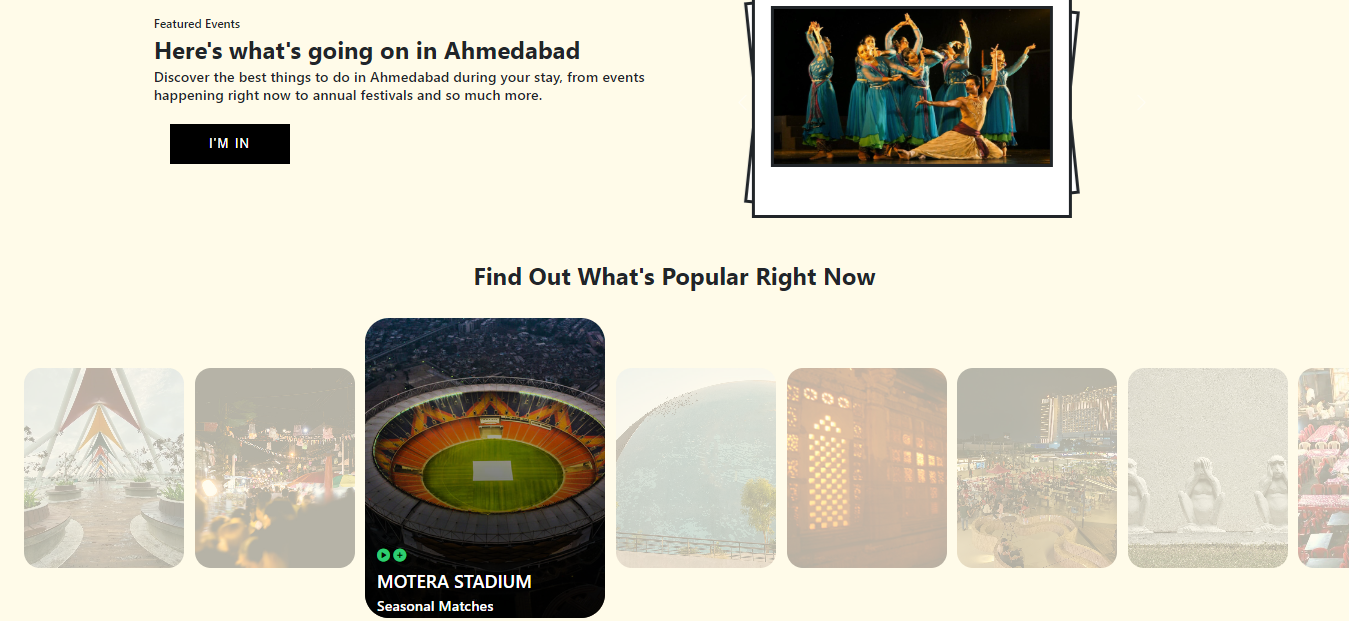 Featured Events
Here's what's going on in Ahmedabad
Discover the best things to do in Ahmedabad during your stay, from events
happening right now to annual festivals and so much more.
I'M IN
Find Out What's Popular Right Now
MOTERA STADIUM
Seasonal Matches